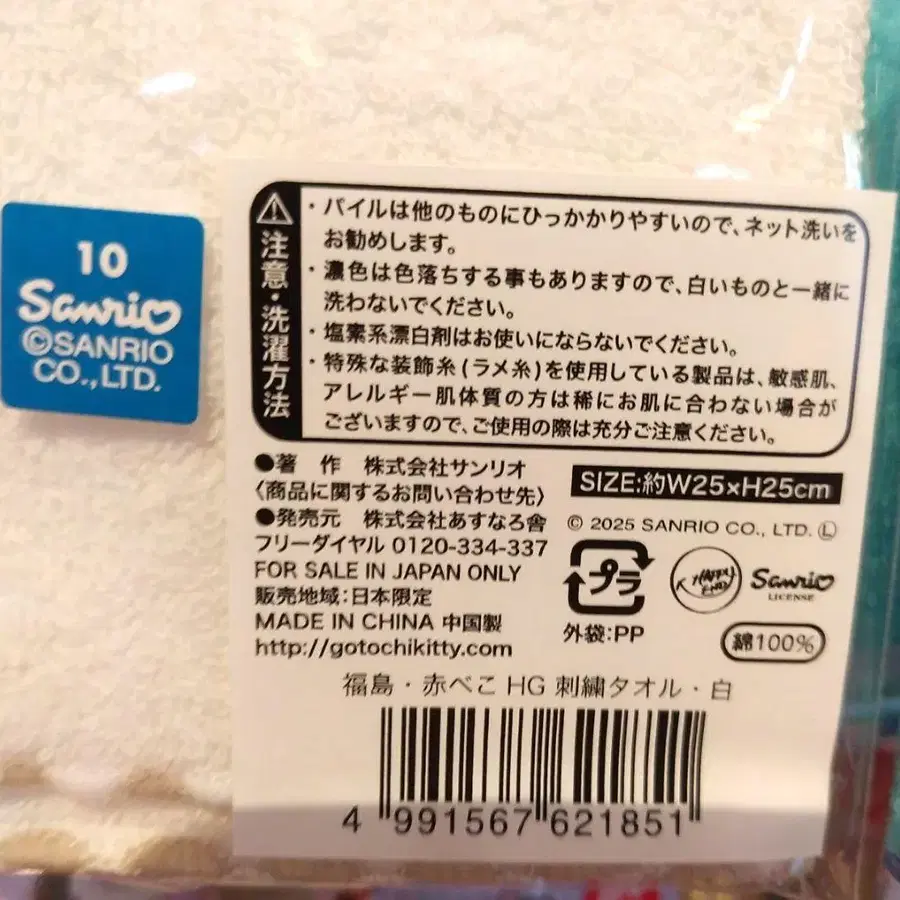 10
Sanrio
©SANRIO
CO.,LTD.
注意・洗濯方法
・パイルは他のものにひっかかりやすいので、ネット洗いを
お勧めします。
・濃色は色落ちする事もありますので、白いものと一緒に
洗わないでください。
・塩素系漂白剤はお使いにならないでください。
・特殊な装飾糸(ラメ糸)を使用している製品は、敏感肌、
アレルギー肌体質の方は稀にお肌に合わない場合が
ございますので、ご使用の際は充分ご注意ください。
●著 作 株式会社サンリオ
〈商品に関するお問い合わせ先〉
●発売元 株式会社あすなろ舎
フリーダイヤル 0120-334-337
FOR SALE IN JAPAN ONLY
販売地域:日本限定
MADE IN CHINA 中国製
http://gotochikitty.com
SIZE:約W25×H25cm
© 2025 SANRIO CO., LTD. Ⓛ
プラ
外袋:PP
HAPPY
END
Sanrio
LICENSE
綿100%
福島・赤べこ HG 刺繍タオル・白
4 991567 621851